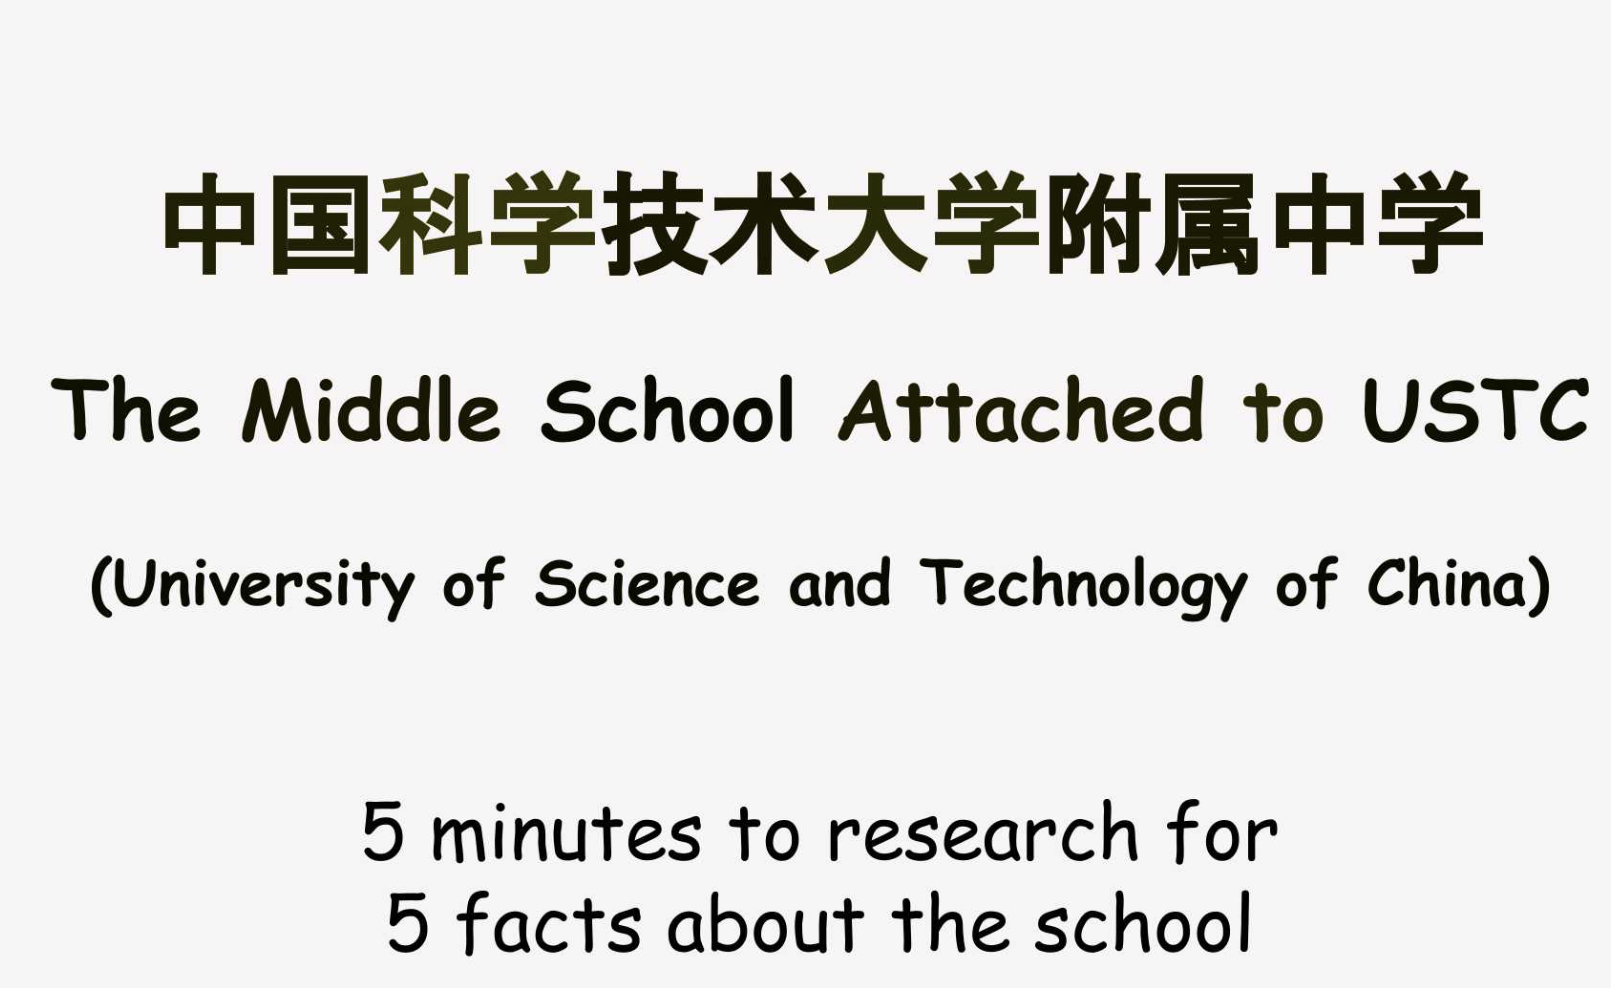 中国科学技术大学附属中学
The Middle School Attached to USTC
(University of Science and Technology of China)
5 minutes to research for
5 facts about the school